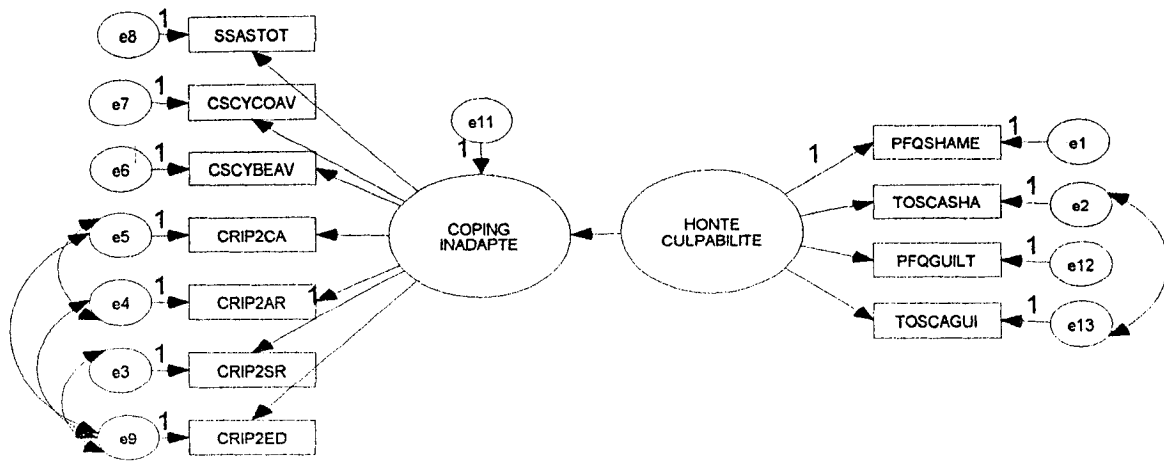 e8 1 SSASTOT
e7 1 CSCYCOAV
e6 1 CSCYBEAV
e5 1 CRIP2CA
e4 1 CRIP2AR 1
e3 1 CRIP2SR
e9 1 CRIP2ED
e11
1
COPING
INADAPTE
HONTE
CULPABILITE
1 PFQSHAME 1 e1
TOSCASHA 1 e2
PFQGUILT 1 e12
TOSCAGUI 1 e13